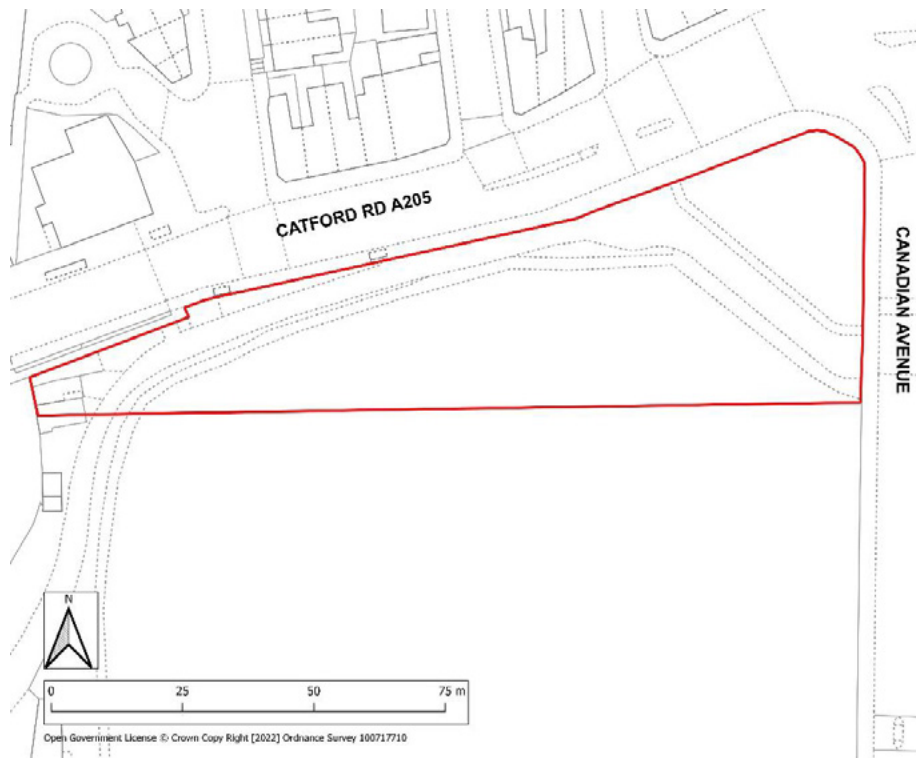 CATFORD RD A205
CANADIAN AVENUE
N
0 25 50 75 m
Open Government License © Crown Copy Right [2022] Ordnance Survey 100717710